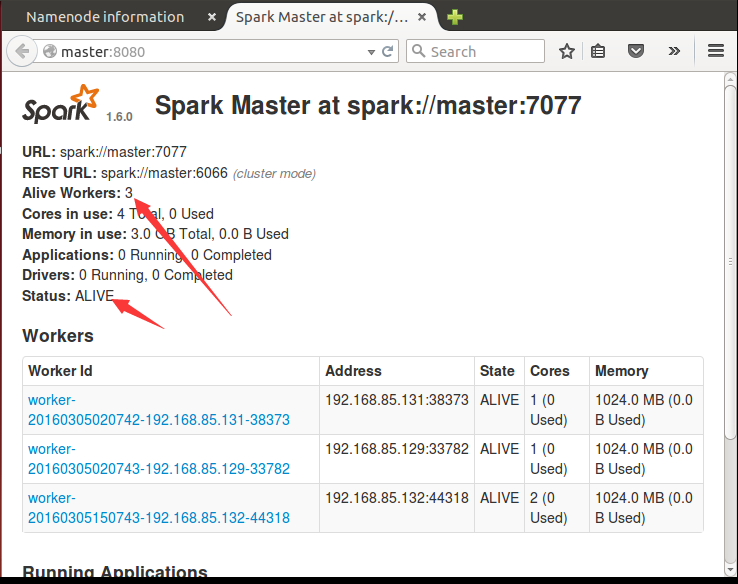 Namenode information
Spark Master at spark:/...
master:8080
Search
Spark 1.6.0 Spark Master at spark://master:7077
URL: spark://master:7077
REST URL: spark://master:6066 (cluster mode)
Alive Workers: 3
Cores in use: 4 Total, 0 Used
Memory in use: 3.0 GB Total, 0.0 B Used
Applications: 0 Running, 0 Completed
Drivers: 0 Running, 0 Completed
Status: ALIVE
Workers
Worker Id Address State Cores Memory
worker- 192.168.85.131:38373 ALIVE 1 (0 1024.0 MB (0.0
20160305020742-192.168.85.131-38373 Used) B Used)
worker- 192.168.85.129:33782 ALIVE 1 (0 1024.0 MB (0.0
20160305020743-192.168.85.129-33782 Used) B Used)
worker- 192.168.85.132:44318 ALIVE 2 (0 1024.0 MB (0.0
20160305150743-192.168.85.132-44318 Used) B Used)
Running Applications